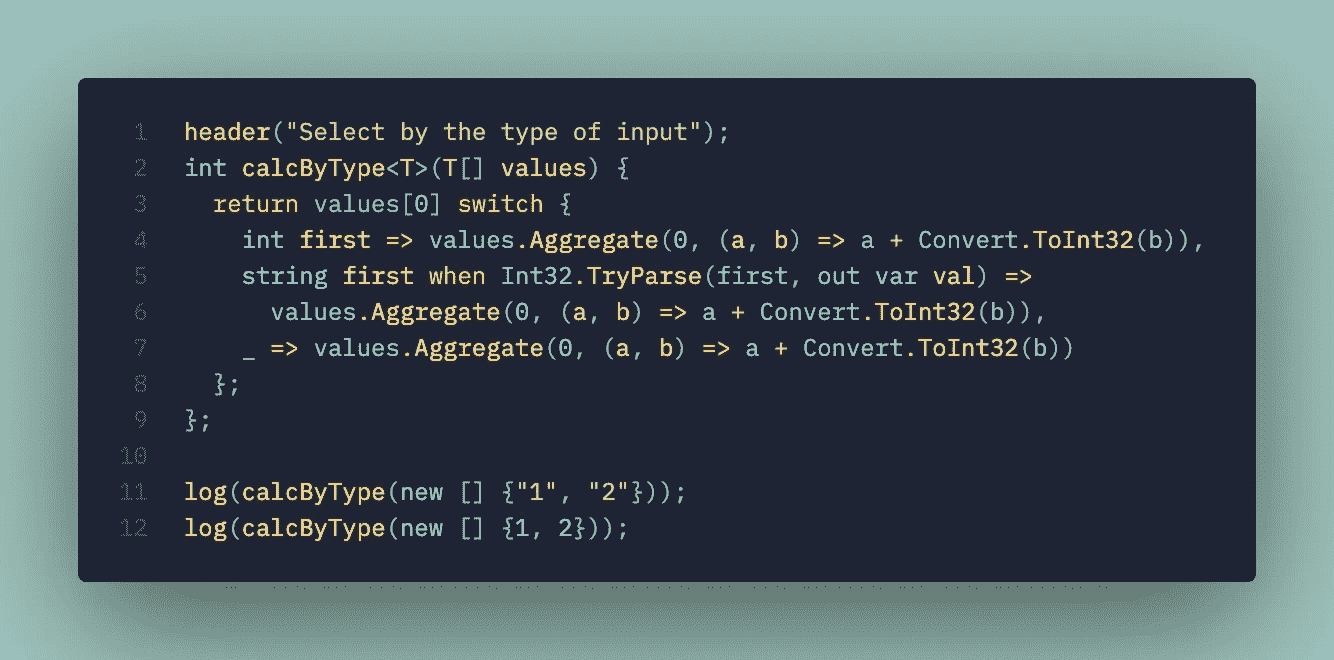 1 header("Select by the type of input");
2 int calcByType<T>(T[] values) {
3   return values[0] switch {
4     int first => values.Aggregate(0, (a, b) => a + Convert.ToInt32(b)),
5     string first when Int32.TryParse(first, out var val) =>
6       values.Aggregate(0, (a, b) => a + Convert.ToInt32(b)),
7     _ => values.Aggregate(0, (a, b) => a + Convert.ToInt32(b))
8   };
9 };
10
11 log(calcByType(new [] {"1", "2"}));
12 log(calcByType(new [] {1, 2}));